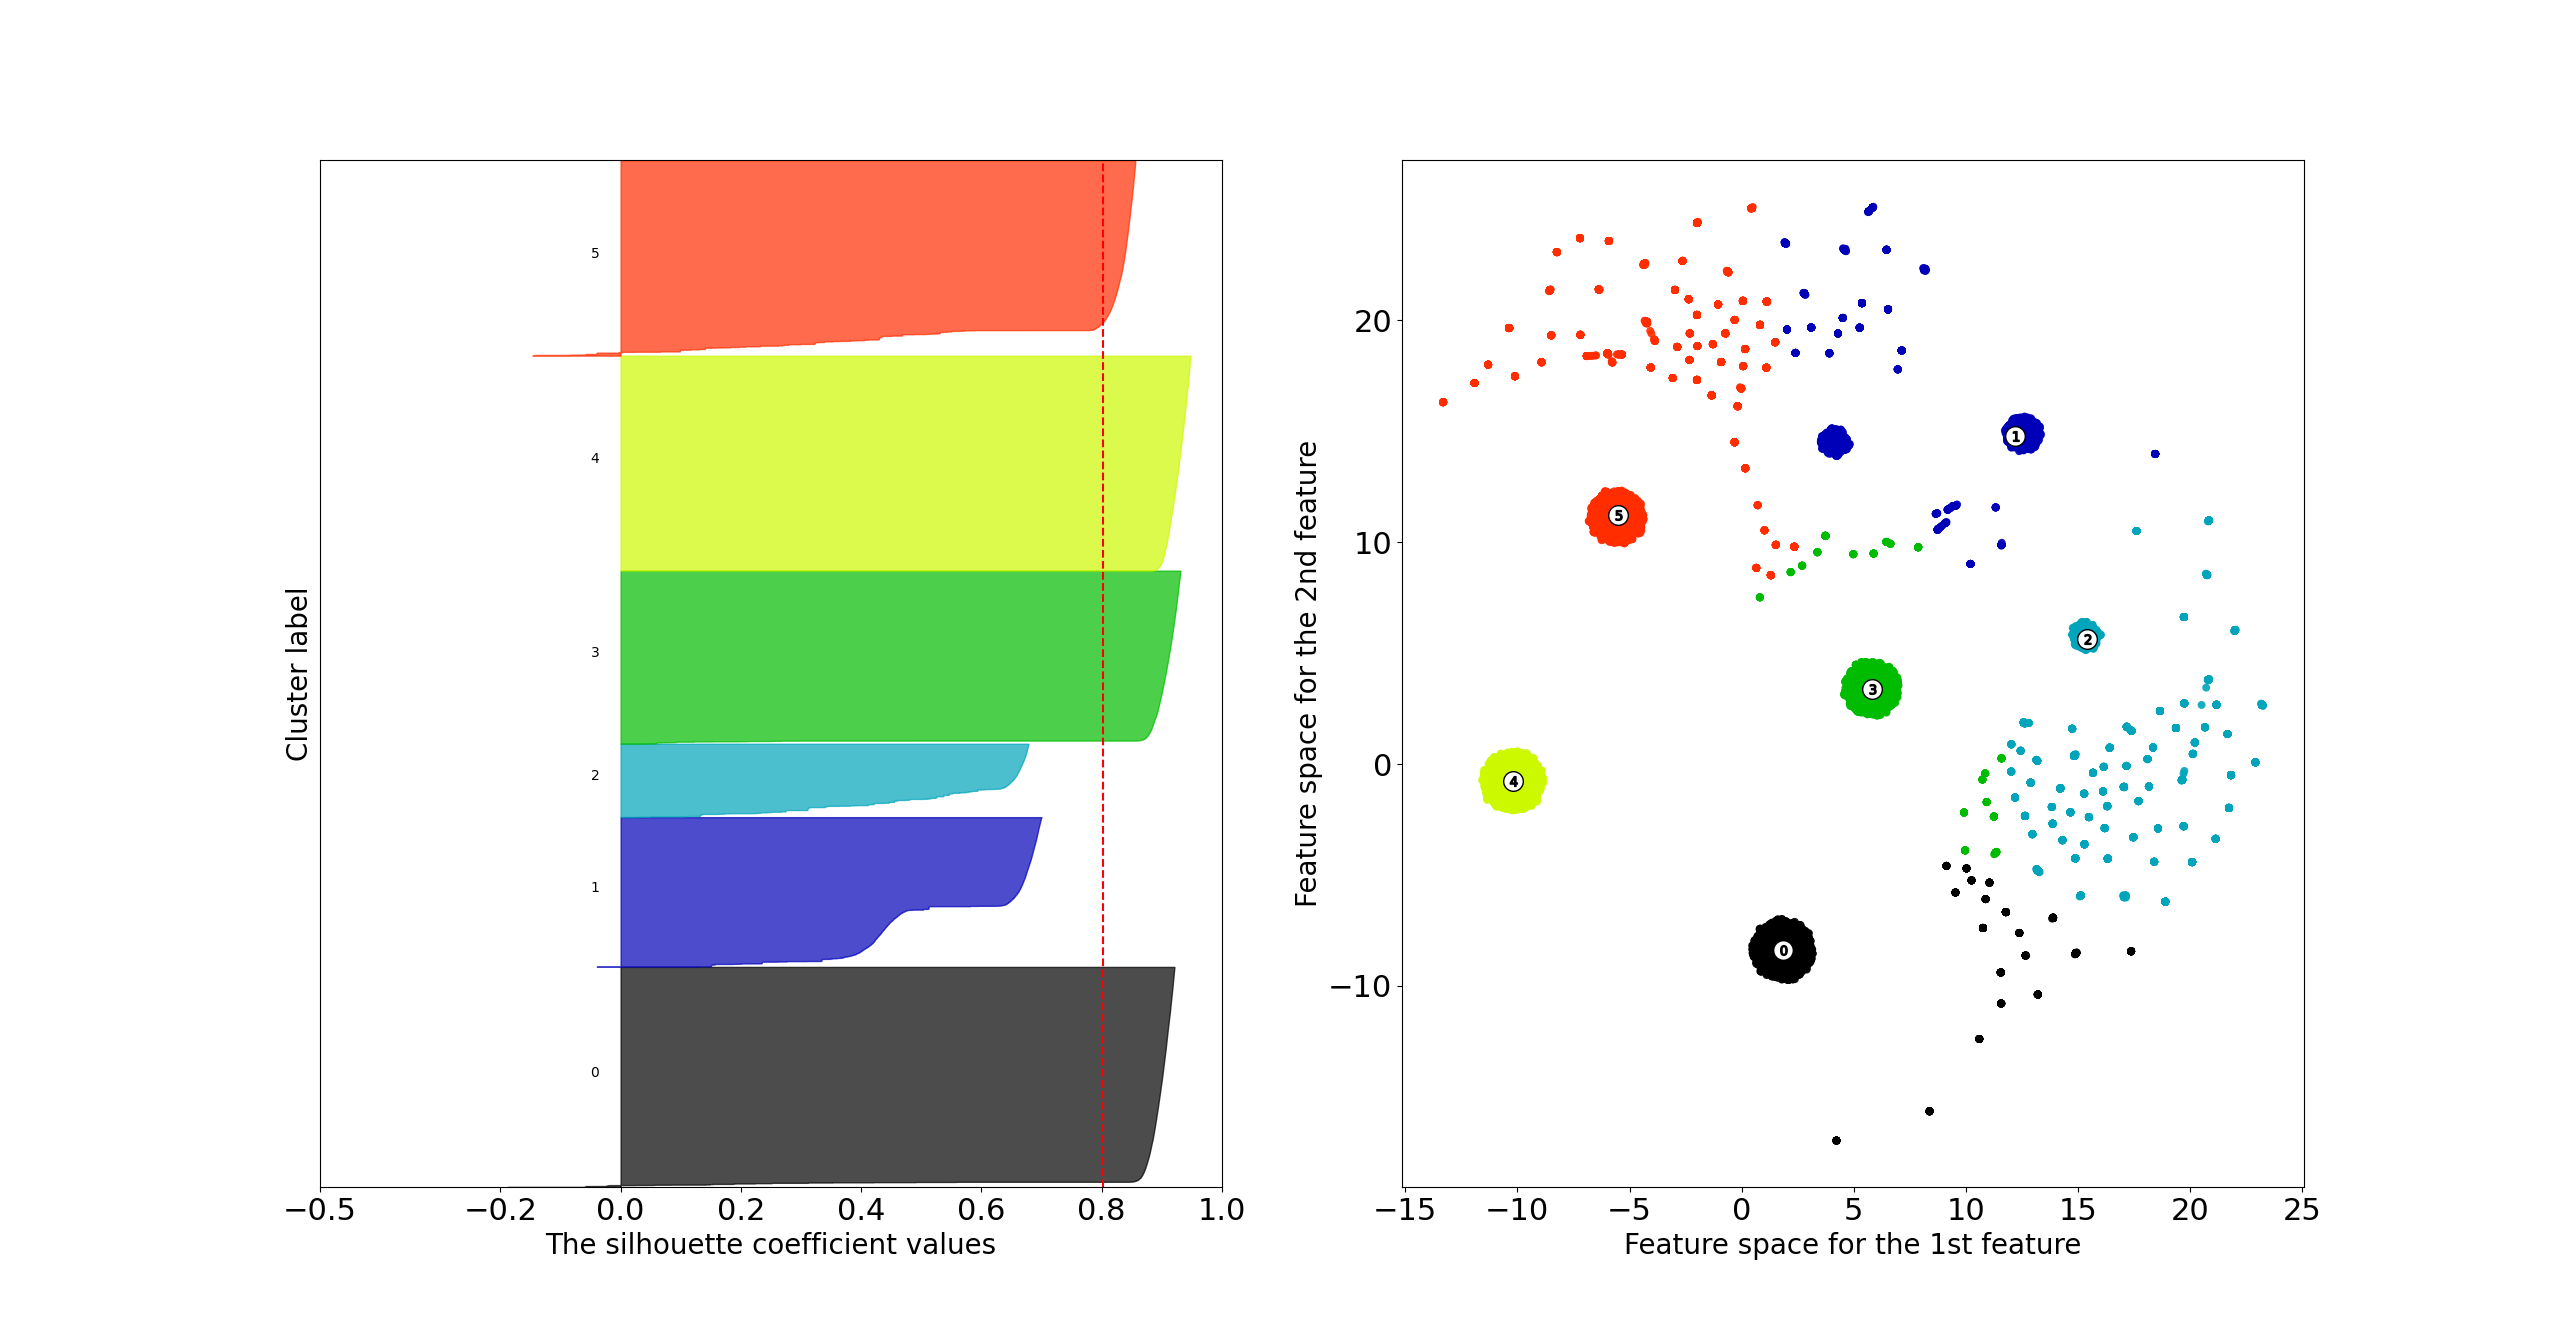 5
4
3
2
1
0
Cluster label
−0.5 −0.2 0.0 0.2 0.4 0.6 0.8 1.0
The silhouette coefficient values
20
10
0
−10
Feature space for the 2nd feature
1
5
2
3
4
0
−15 −10 −5 0 5 10 15 20 25
Feature space for the 1st feature